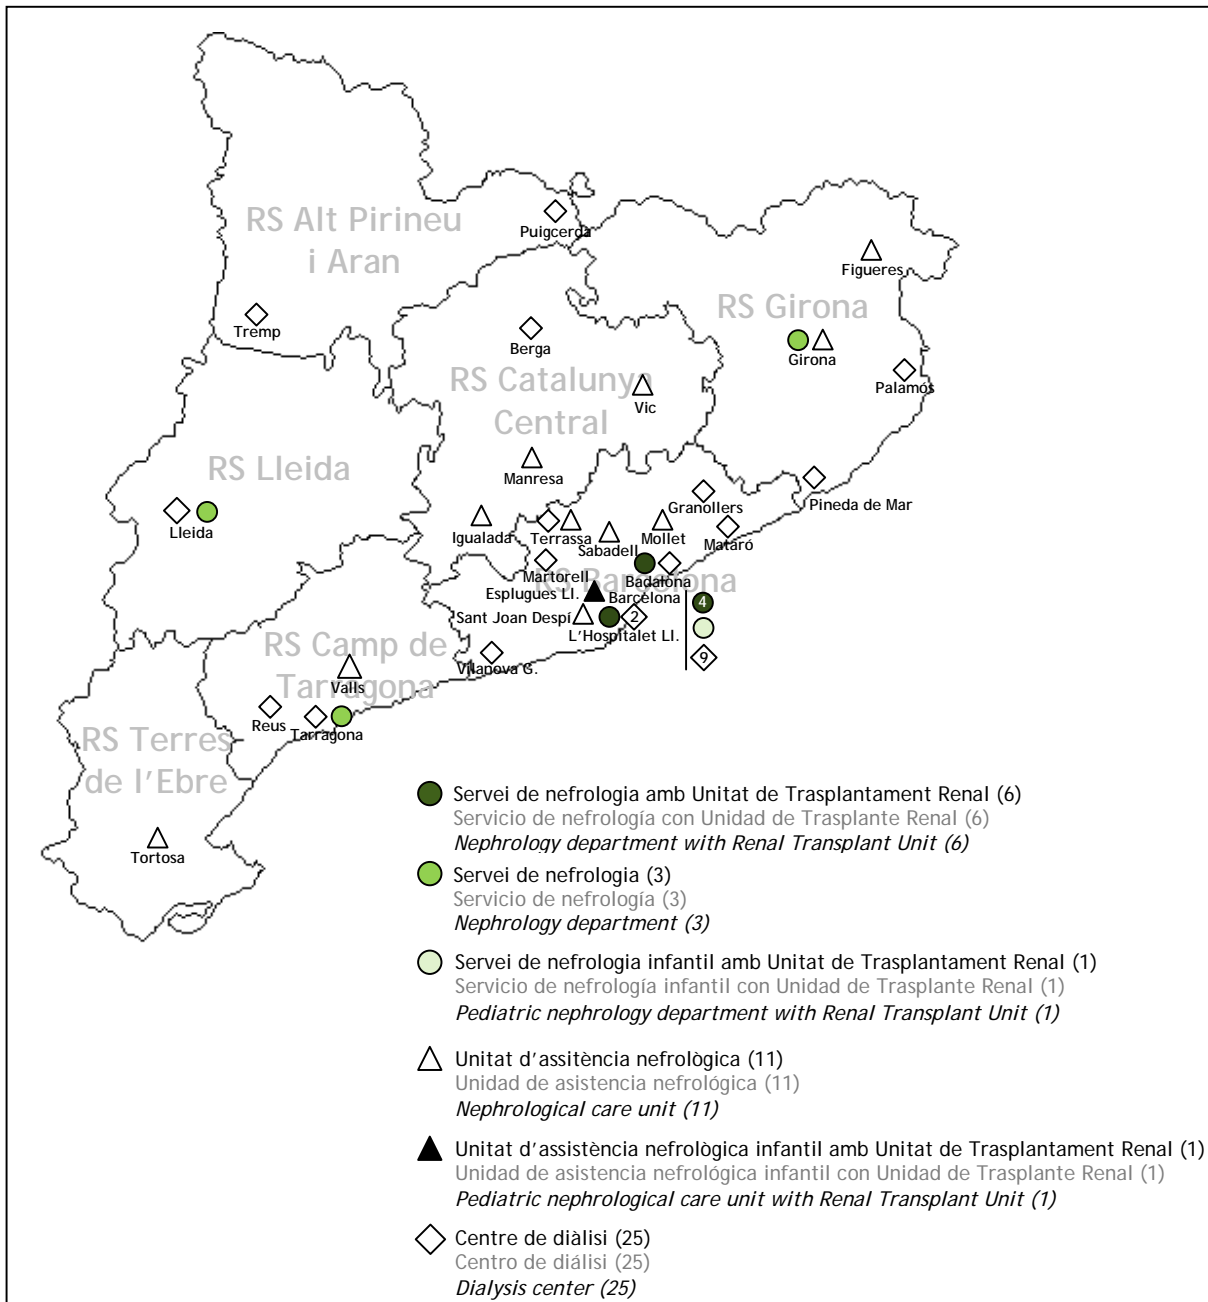 RS Alt Pirineu
i Aran
Puigcerda
Figueres
RS Girona
Tremp
Berga
Girona
Palamós
RS Catalunya
Central
Vic
RS Lleida
Manresa
Granollers
Pineda de Mar
Lleida
Igualada
Terrassa
Sabadell
Mollet
Mataró
Martorell
Badalona
RS Barcelona
Esplugues Ll.
Barcelona
4
Sant Joan Despí
2
L'Hospitalet Ll.
RS Camp de
Tarragona
Vilanova G.
9
Valls
Reus
Tarragona
RS Terres
de l'Ebre
Tortosa
Servei de nefrologia amb Unitat de Trasplantament Renal (6)
Servicio de nefrología con Unidad de Trasplante Renal (6)
Nephrology department with Renal Transplant Unit (6)
Servei de nefrologia (3)
Servicio de nefrología (3)
Nephrology department (3)
Servei de nefrologia infantil amb Unitat de Trasplantament Renal (1)
Servicio de nefrología infantil con Unidad de Trasplante Renal (1)
Pediatric nephrology department with Renal Transplant Unit (1)
Unitat d'assitència nefrològica (11)
Unidad de asistencia nefrológica (11)
Nephrological care unit (11)
Unitat d'assistència nefrològica infantil amb Unitat de Trasplantament Renal (1)
Unidad de asistencia nefrológica infantil con Unidad de Trasplante Renal (1)
Pediatric nephrological care unit with Renal Transplant Unit (1)
Centre de diàlisi (25)
Centro de diálisi (25)
Dialysis center (25)